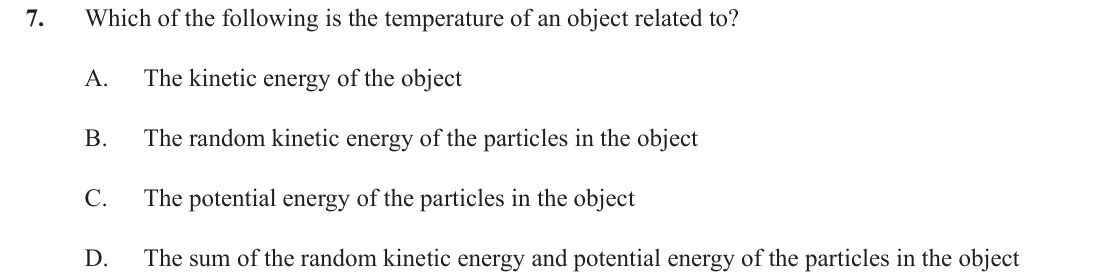 7. Which of the following is the temperature of an object related to?
A. The kinetic energy of the object
B. The random kinetic energy of the particles in the object
C. The potential energy of the particles in the object
D. The sum of the random kinetic energy and potential energy of the particles in the object